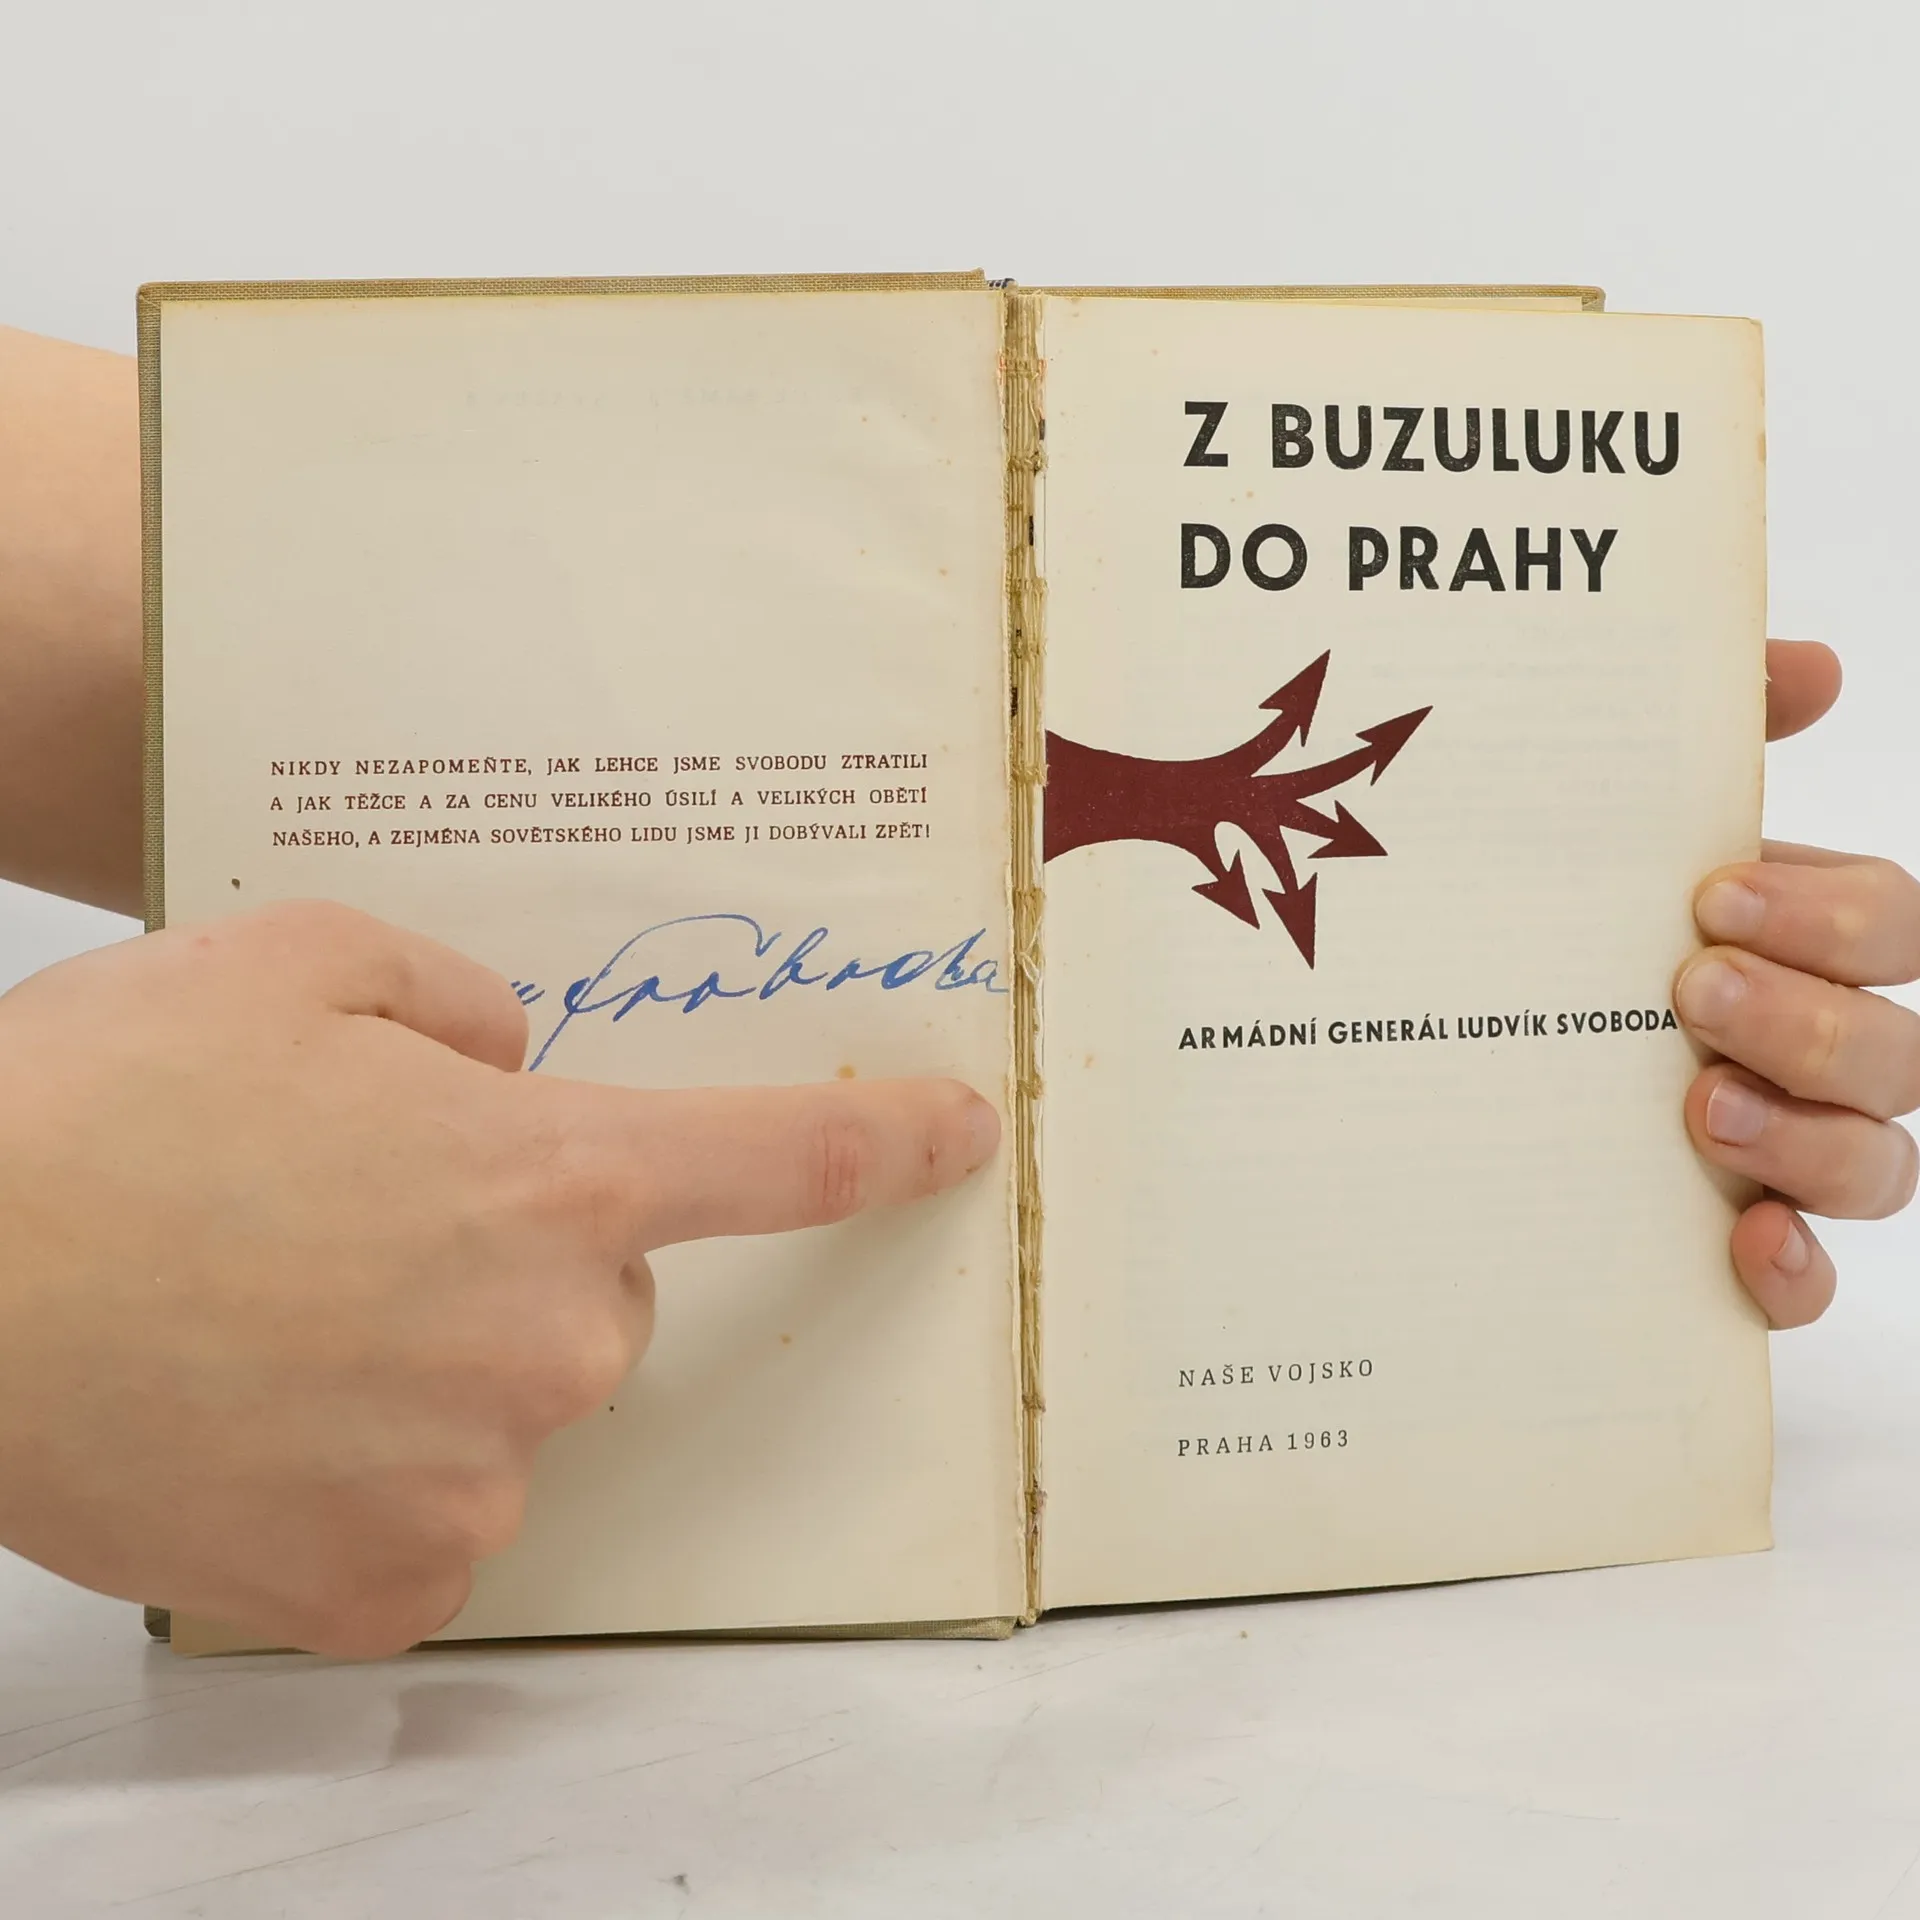 NIKDY NEZAPOMEŇTE, JAK LEHCE JSME SVOBODU ZTRATILI
A JAK TĚŽCE A ZA CENU VELIKÉHO ÚSILÍ A VELIKÝCH OBĚTÍ
NAŠEHO, A ZEJMÉNA SOVĚTSKÉHO LIDU JSME JI DOBÝVALI ZPĚT!
Svoboda
Z BUZULUKU
DO PRAHY
ARMÁDNÍ GENERÁL LUDVÍK SVOBODA
NAŠE VOJSKO
PRAHA 1963